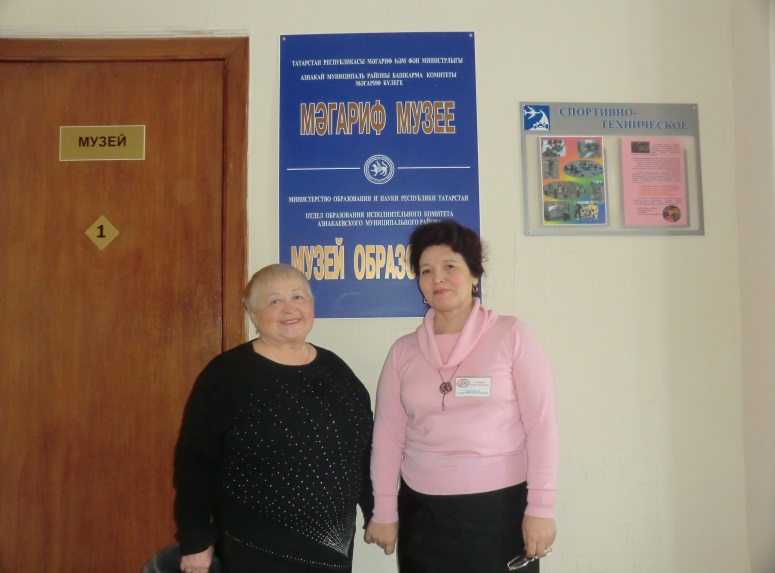 МУЗЕЙ
1
ТАТАРСТАН РЕСПУБЛИКАСЫ МӘГАРИФ ҺӘМ ФӘН МИНИСТРЛЫГЫ
АЗНАКАЙ МУНИЦИПАЛЬ РАЙОНЫ БАШКАРМА КОМИТЕТЫ
МӘГАРИФ БҮЛЕГЕ
МӘГАРИФ МУЗЕЕ
МИНИСТЕРСТВО ОБРАЗОВАНИЯ И НАУКИ РЕСПУБЛИКИ ТАТАРСТАН
ОТДЕЛ ОБРАЗОВАНИЯ ИСПОЛНИТЕЛЬНОГО КОМИТЕТА
АЗНАКАЕВСКОГО МУНИЦИПАЛЬНОГО РАЙОНА
МУЗЕЙ ОБРАЗО
СПОРТИВНО-
ТЕХНИЧЕСКОЕ